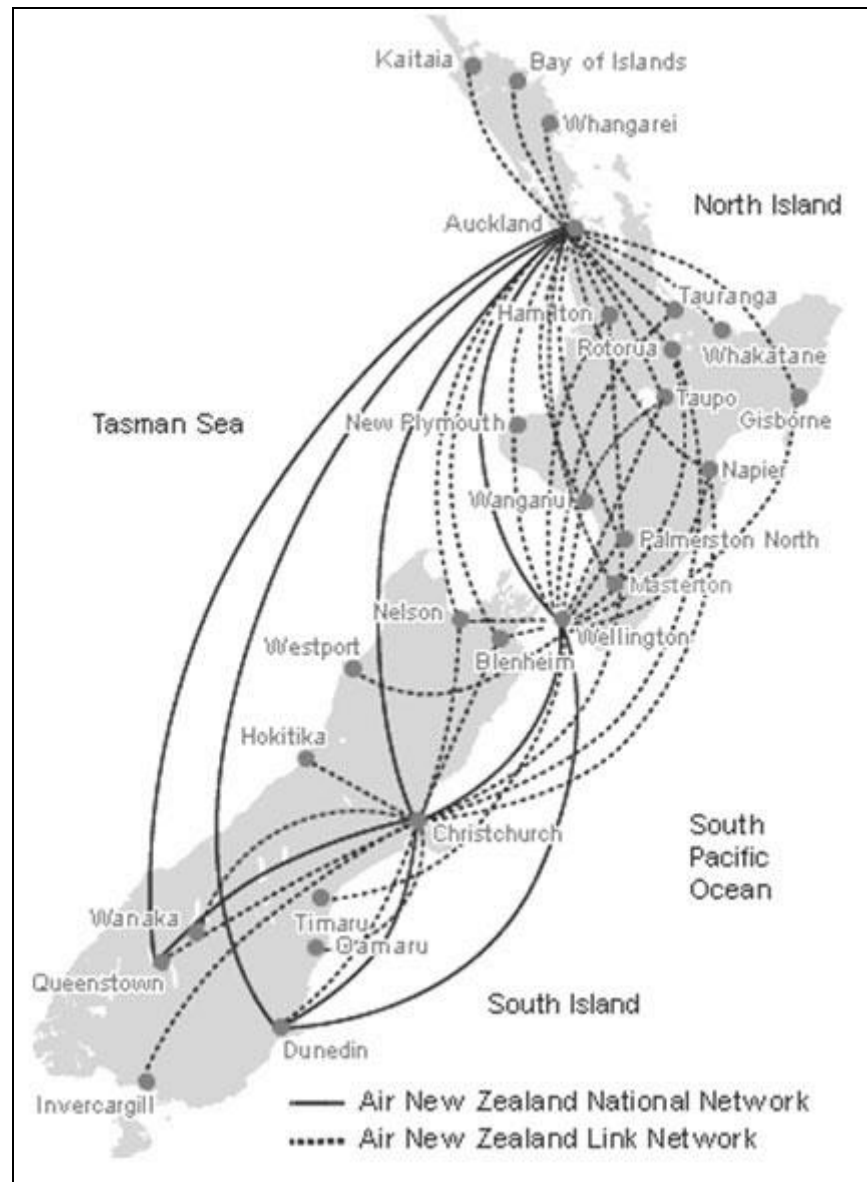 Kaitaia
Bay of Islands
Whangarei
Auckland
North Island
Tauranga
Hamilton
Rotorua
Whakatane
Tasman Sea
Taupo
Gisborne
New Plymouth
Napier
Wanganu
Palmerston North
Masterton
Nelson
Wellington
Westport
Blenheim
Hokitika
Christchurch
South
Pacific
Ocean
Wanaka
Timaru
Oamaru
Queenstown
South Island
Dunedin
Invercargill
Air New Zealand National Network
Air New Zealand Link Network